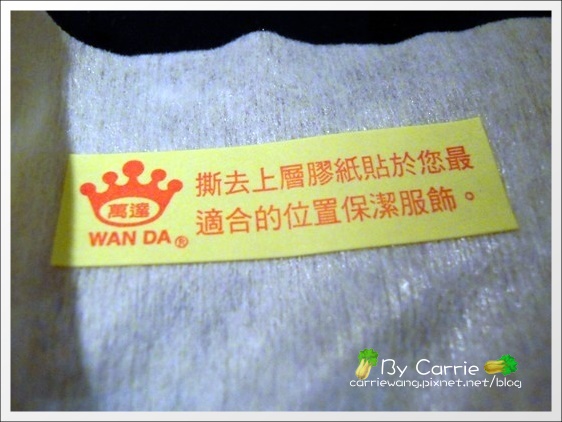 萬達
WAN DA®
撕去上層膠紙貼於您最
適合的位置保潔服飾。
By Carrie
carriewang.pixnet.net/blog